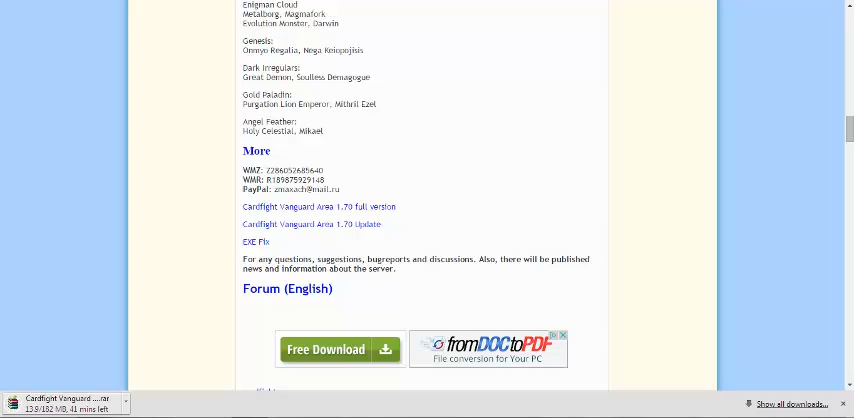 Enigman Cloud
Metalborg, Magmafork
Evolution Monster, Darwin
Genesis:
Onmyo Regalia, Nega Keiopojisis
Dark Irregulars:
Great Demon, Soulless Demagogue
Gold Paladin:
Purgation Lion Emperor, Mithril Ezel
Angel Feather:
Holy Celestial, Mikael
More
WMZ: Z286052685640
WMR: R189875929148
PayPal: zmaxach@mail.ru
Cardfight Vanguard Area 1.70 full version
Cardfight Vanguard Area 1.70 Update
EXE Fix
For any questions, suggestions, bugreports and discussions. Also, there will be published
news and information about the server.
Forum (English)
Free Download
fromDOCtoPDF
File conversion for Your PC
Cardfight Vanguard ....rar
13.9/182 MB, 41 mins left
Show all downloads...